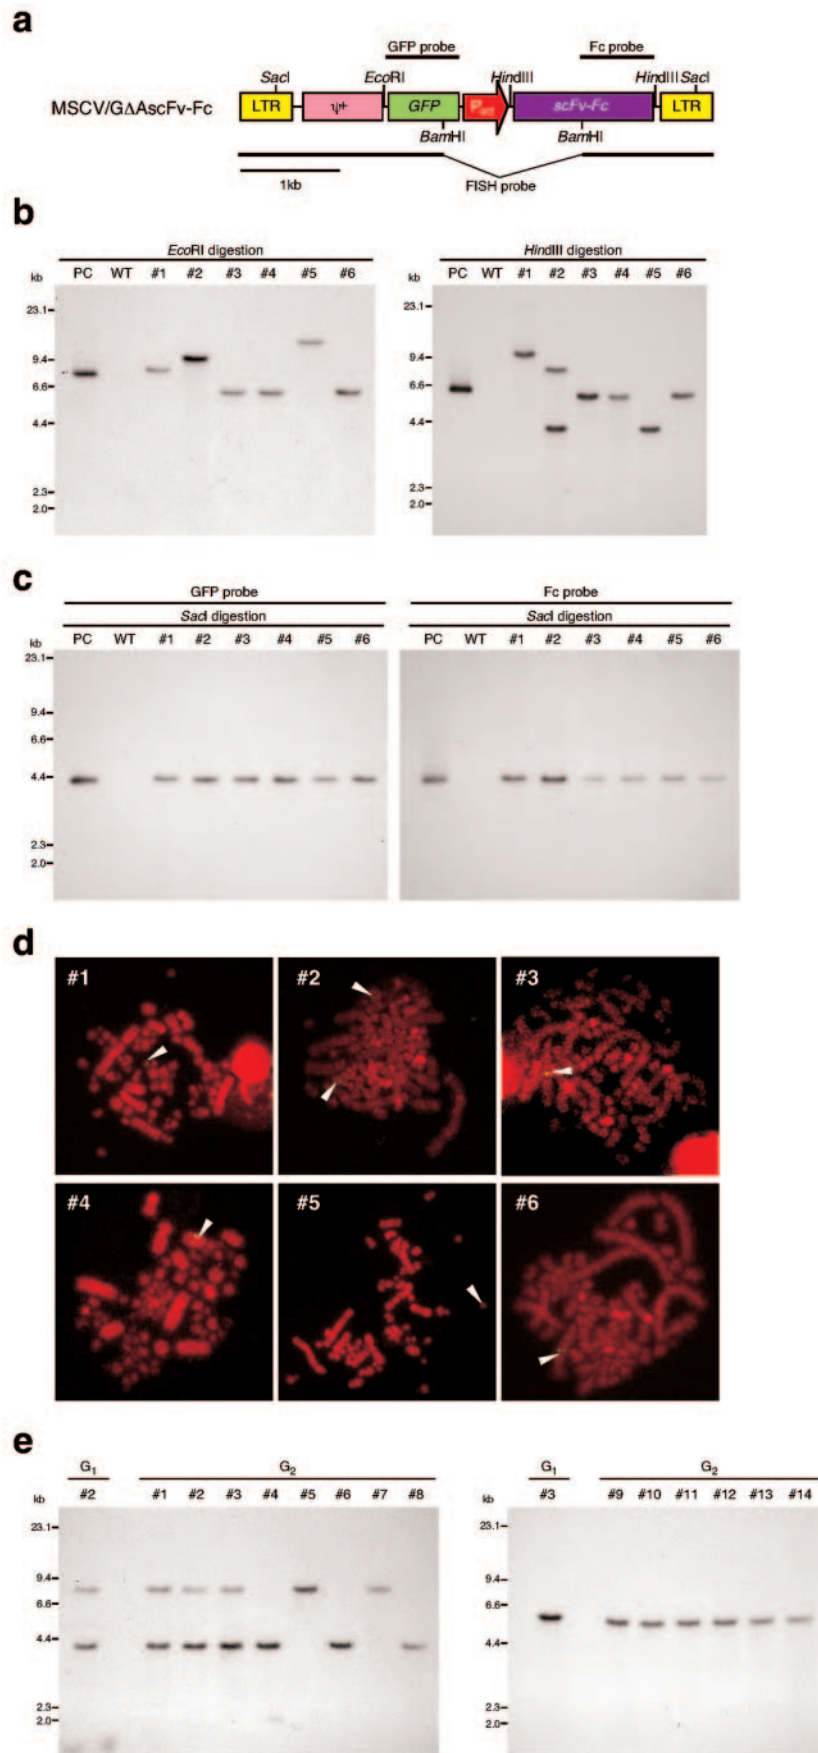 a
GFP probe Fc probe
SacI EcoRI HindIII HindIII SacI
MSCV/GΔAscFv-Fc LTR ψ+ GFP Pact scFv-Fc LTR
BamHI BamHI
1kb FISH probe
b
EcoRI digestion HindIII digestion
kb PC WT #1 #2 #3 #4 #5 #6 kb PC WT #1 #2 #3 #4 #5 #6
23.1 23.1
9.4 9.4
6.6 6.6
4.4 4.4
2.3 2.3
2.0 2.0
c
GFP probe Fc probe
SacI digestion SacI digestion
kb PC WT #1 #2 #3 #4 #5 #6 PC WT #1 #2 #3 #4 #5 #6
23.1
9.4
6.6
4.4
2.3
2.0
d
#1 #2 #3
#4 #5 #6
e
G1 G2 G1 G2
kb #2 #1 #2 #3 #4 #5 #6 #7 #8 kb #3 #9 #10 #11 #12 #13 #14
23.1 23.1
9.4 9.4
6.6 6.6
4.4 4.4
2.3 2.3
2.0 2.0